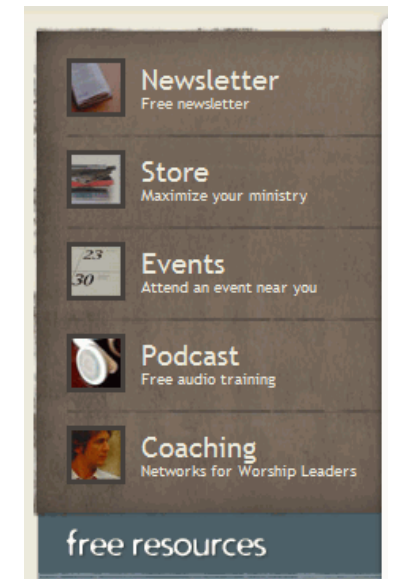 Newsletter
Free newsletter
Store
Maximize your ministry
23
30
Events
Attend an event near you
Podcast
Free audio training
Coaching
Networks for Worship Leaders
free resources